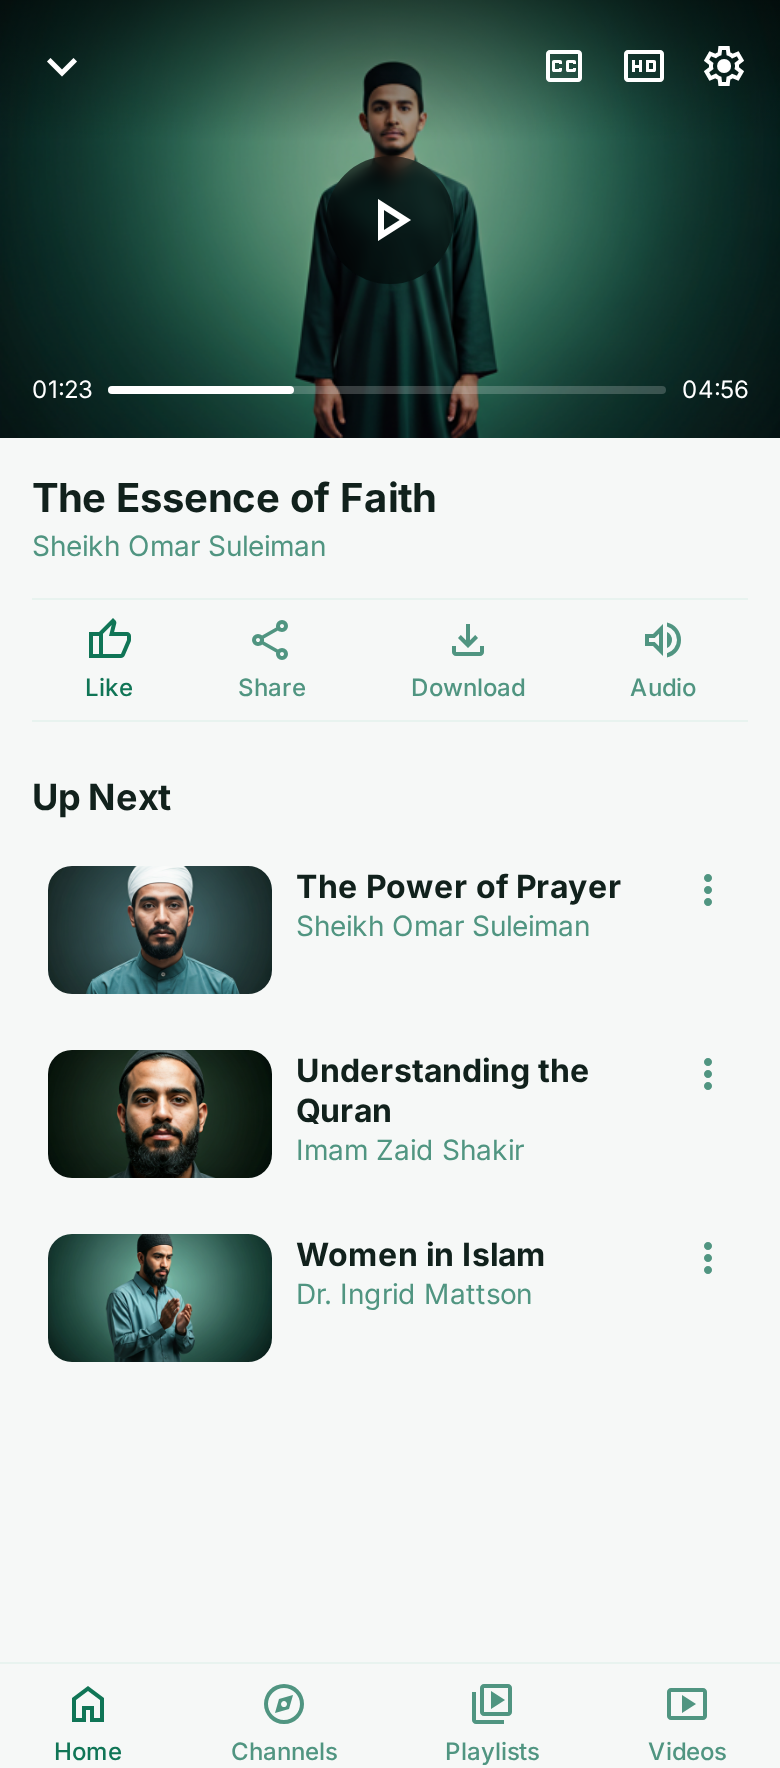 CC HD
01:23 04:56
The Essence of Faith
Sheikh Omar Suleiman
Like Share Download Audio
Up Next
The Power of Prayer
Sheikh Omar Suleiman
Understanding the
Quran
Imam Zaid Shakir
Women in Islam
Dr. Ingrid Mattson
Home Channels Playlists Videos